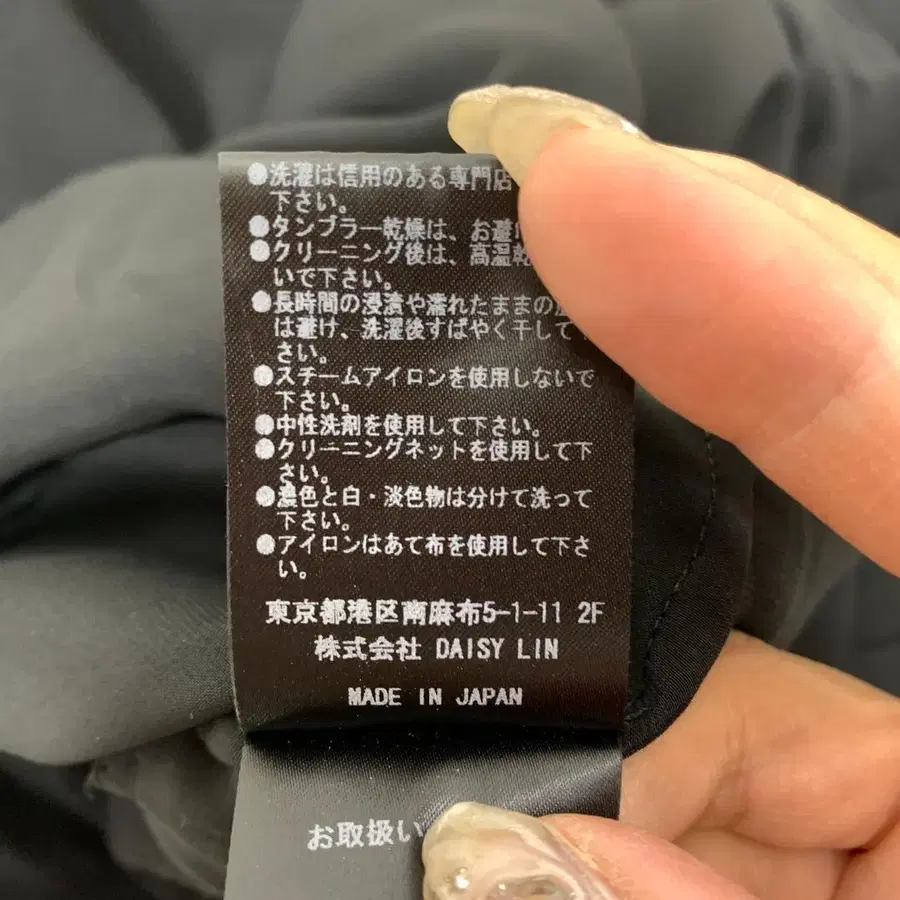 ●洗濯は信用のある専門店
下さい。
●タンブラー乾燥は、お避
●クリーニング後は、高温
いで下さい。
●長時間の浸漬や濡れたままの
は避け、洗濯後すばやく干して
さい。
●スチームアイロンを使用しないで
下さい。
●中性洗剤を使用して下さい。
●クリーニングネットを使用して下
さい。
●濃色と白・淡色物は分けて洗って
下さい。
●アイロンはあて布を使用して下さ
い。
東京都港区南麻布5-1-11 2F
株式会社 DAISY LIN
MADE IN JAPAN
お取扱い